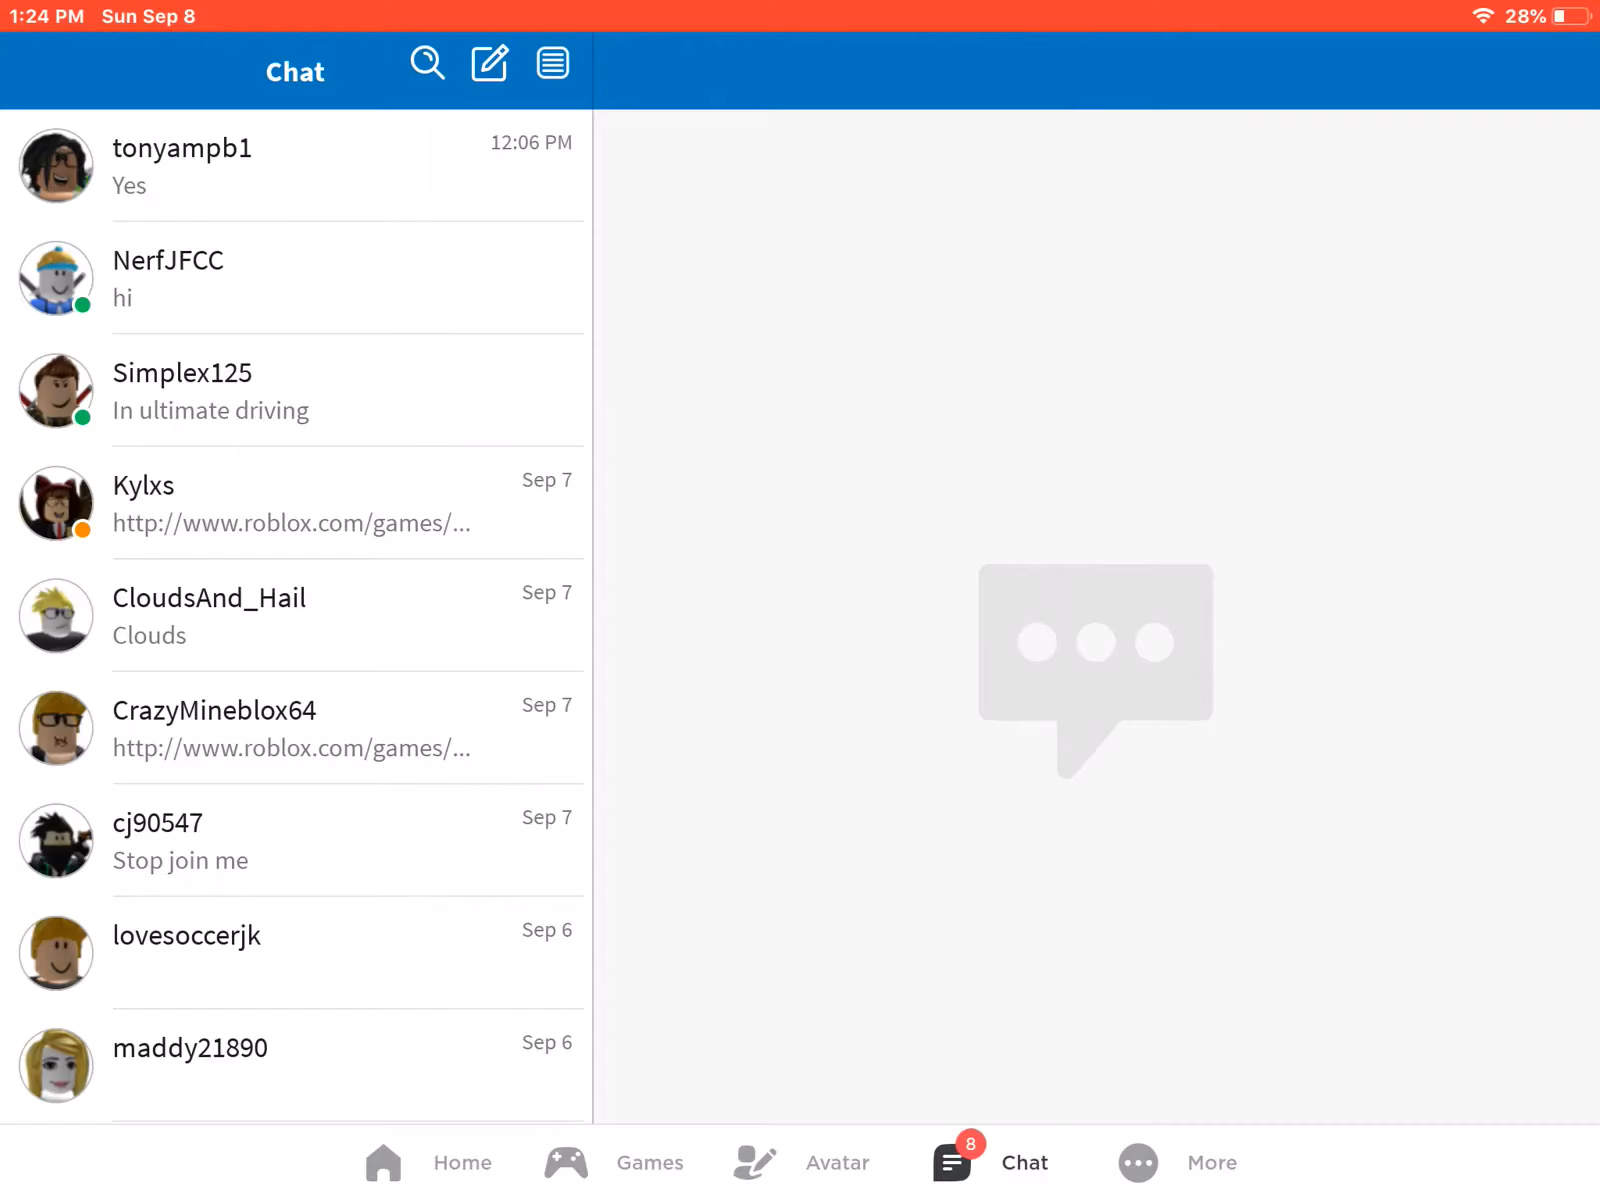 1:24 PM Sun Sep 8 28%
Chat
tonyampb1 12:06 PM
Yes
NerfJFCC
hi
Simplex125
In ultimate driving
Kylxs Sep 7
http://www.roblox.com/games/...
CloudsAnd_Hail Sep 7
Clouds
CrazyMineblox64 Sep 7
http://www.roblox.com/games/...
cj90547 Sep 7
Stop join me
lovesoccerjk Sep 6
maddy21890 Sep 6
Home Games Avatar 8 Chat More